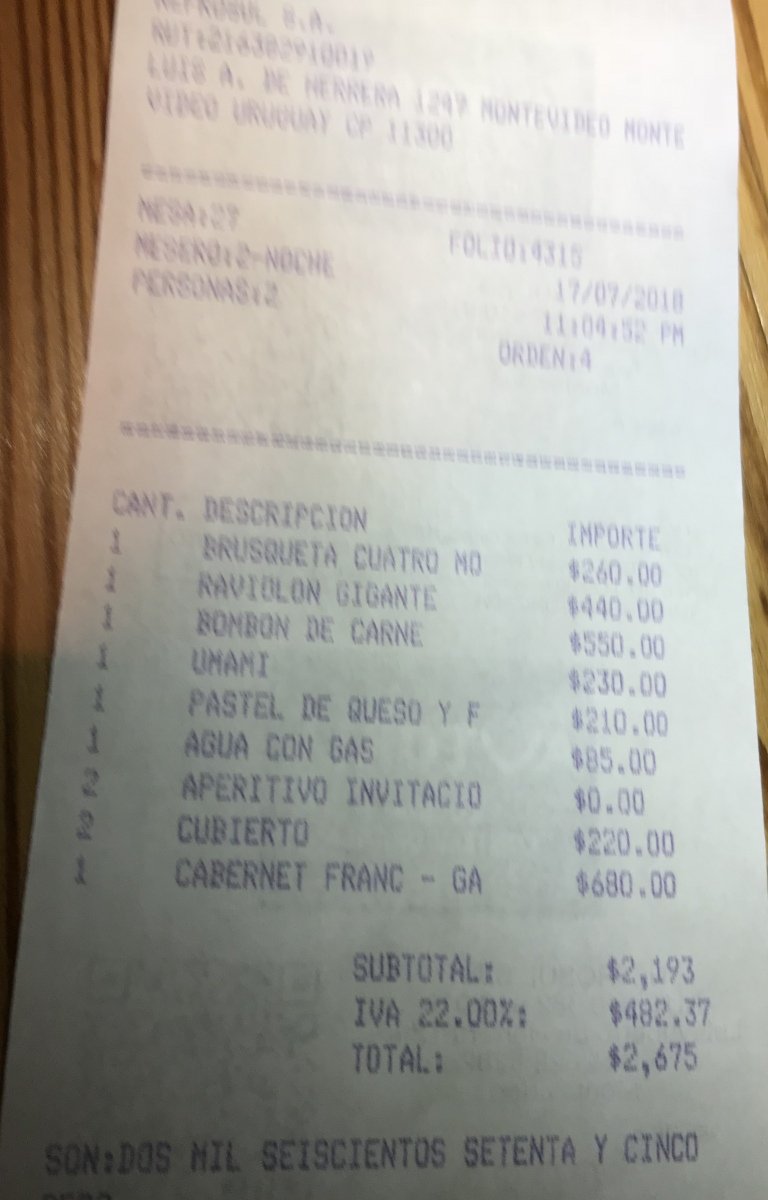 S.A.
RUT:216382910019
LUIS A. DE HERRERA 1297 MONTEVIDEO MONTE
VIDEO URUGUAY CP 11300
MESA:27 FOLIO:4315
MESERO:2-NOCHE 17/07/2018
PERSONAS:2 11:04:52 PM
ORDEN:4
CANT. DESCRIPCION IMPORTE
1 BRUSQUETA CUATRO MO $260.00
1 RAVIOLON GIGANTE $440.00
1 BOMBON DE CARNE $550.00
1 UMAMI $230.00
1 PASTEL DE QUESO Y F $210.00
1 AGUA CON GAS $85.00
2 APERITIVO INVITACIO $0.00
2 CUBIERTO $220.00
1 CABERNET FRANC - GA $680.00
SUBTOTAL: $2,193
IVA 22.00%: $482.37
TOTAL: $2,675
SON:DOS MIL SEISCIENTOS SETENTA Y CINCO